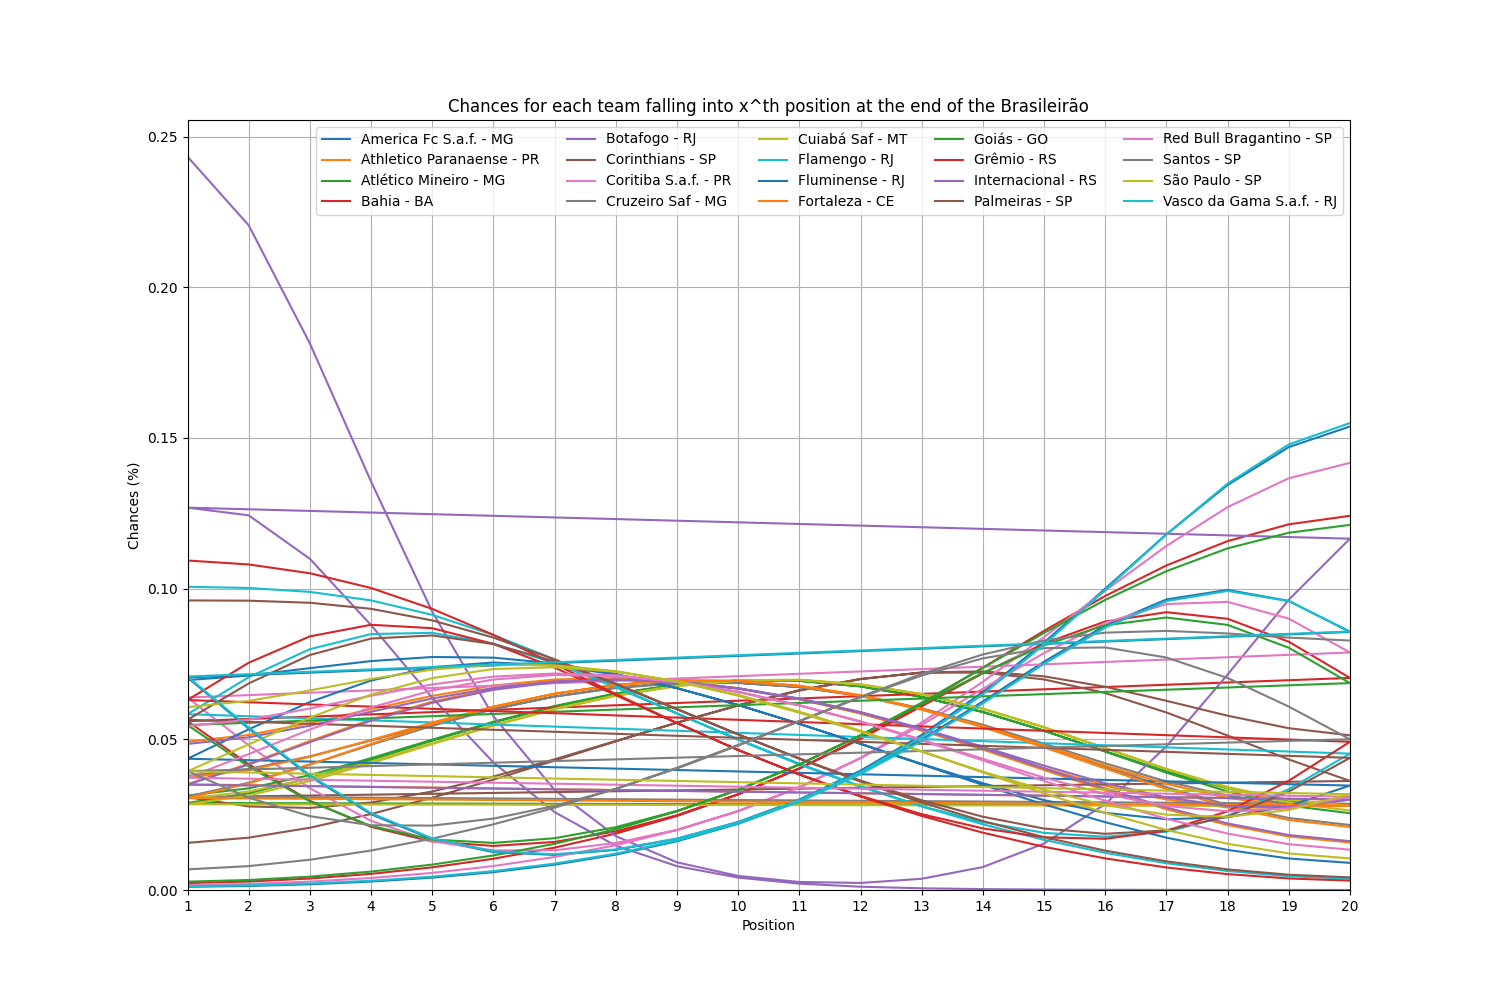 Chances for each team falling into x^th position at the end of the Brasileirão
America Fc S.a.f. - MG
Athletico Paranaense - PR
Atlético Mineiro - MG
Bahia - BA
Botafogo - RJ
Corinthians - SP
Coritiba S.a.f. - PR
Cruzeiro Saf - MG
Cuiabá Saf - MT
Flamengo - RJ
Fluminense - RJ
Fortaleza - CE
Goiás - GO
Grêmio - RS
Internacional - RS
Palmeiras - SP
Red Bull Bragantino - SP
Santos - SP
São Paulo - SP
Vasco da Gama S.a.f. - RJ
Chances (%)
0.25
0.20
0.15
0.10
0.05
0.00
1 2 3 4 5 6 7 8 9 10 11 12 13 14 15 16 17 18 19 20
Position